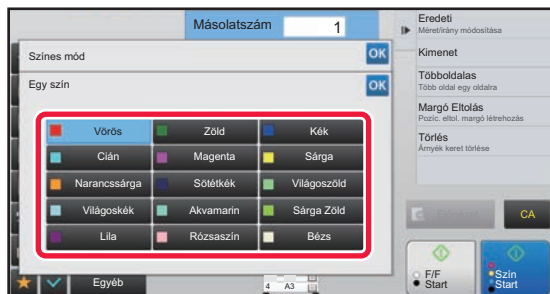 Másolatszám
1
Színes mód
OK
Egy szín
OK
Vörös
Zöld
Kék
Cián
Magenta
Sárga
Narancssárga
Sötétkék
Világoszöld
Világoskék
Akvamarin
Sárga Zöld
Lila
Rózsaszín
Bézs
Egyéb
4 A3
Eredeti
Méret/irány módosítása
Kimenet
Többoldalas
Több oldal egy oldalra
Margó Eltolás
Pozíc. eltol. margó létrehozás
Törlés
Árnyék keret törlése
CA
F/F
Start
Szín
Start